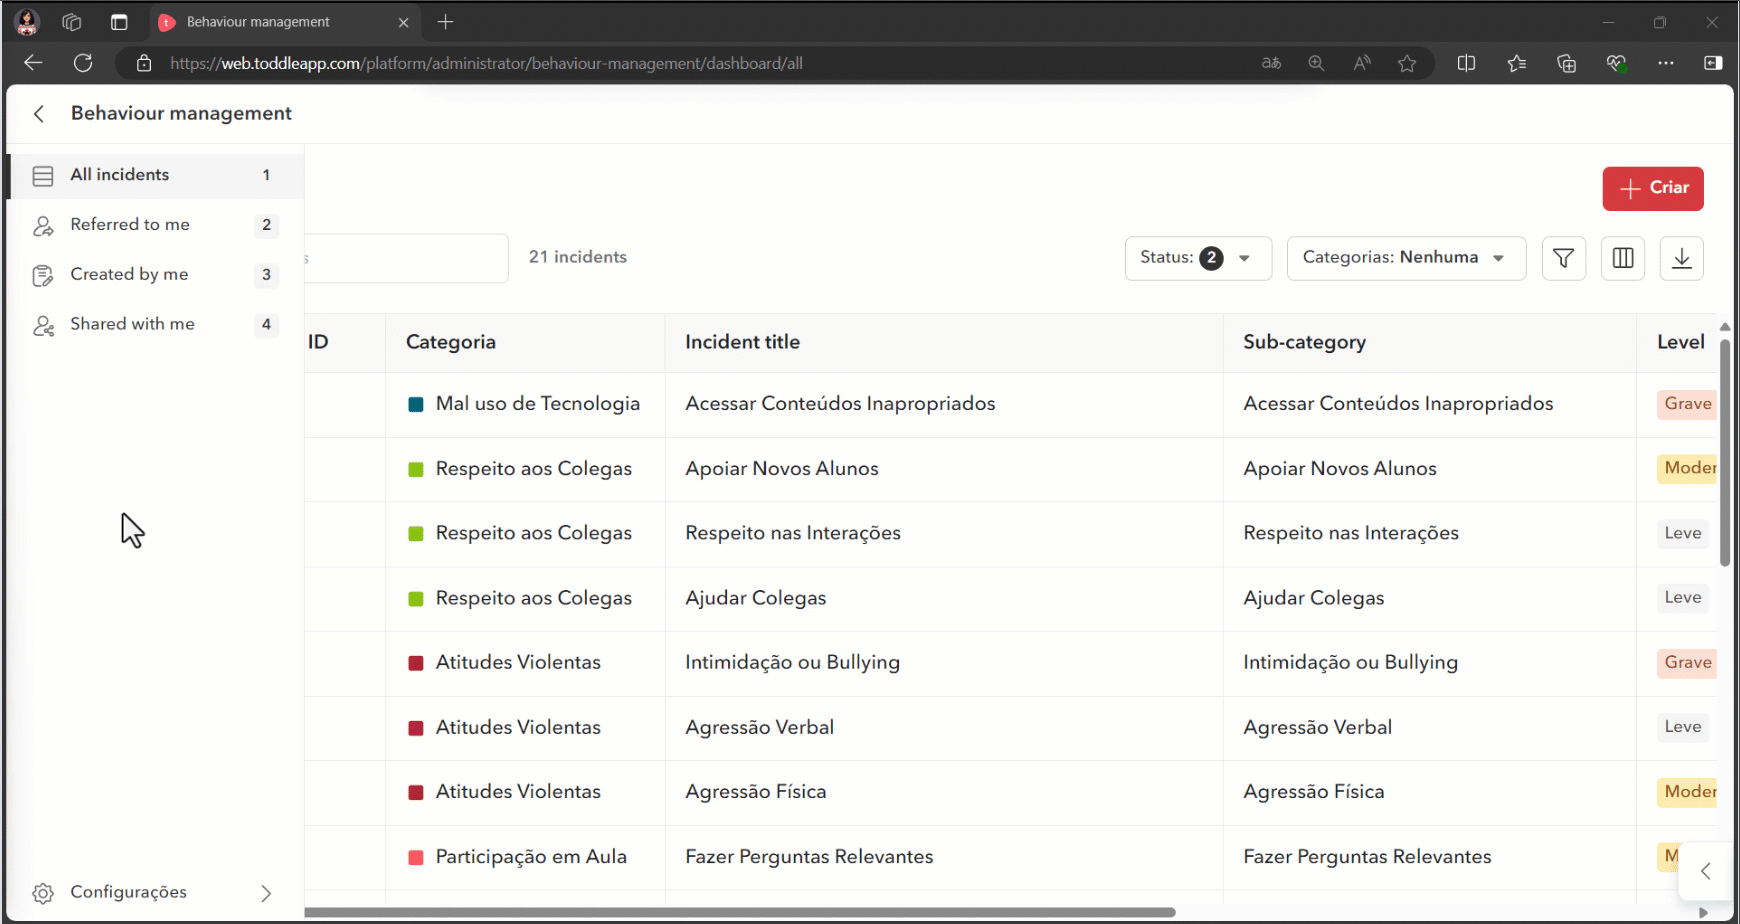 Behaviour management
https://web.toddleapp.com/platform/administrator/behaviour-management/dashboard/all
Behaviour management
All incidents 1
Referred to me 2
Created by me 3
Shared with me 4
Configurações
Criar
21 incidents
Status: 2
Categorias: Nenhuma
ID Categoria Incident title Sub-category Level
Mal uso de Tecnologia Acessar Conteúdos Inapropriados Acessar Conteúdos Inapropriados Grave
Respeito aos Colegas Apoiar Novos Alunos Apoiar Novos Alunos Moder
Respeito aos Colegas Respeito nas Interações Respeito nas Interações Leve
Respeito aos Colegas Ajudar Colegas Ajudar Colegas Leve
Atitudes Violentas Intimidação ou Bullying Intimidação ou Bullying Grave
Atitudes Violentas Agressão Verbal Agressão Verbal Leve
Atitudes Violentas Agressão Física Agressão Física Moder
Participação em Aula Fazer Perguntas Relevantes Fazer Perguntas Relevantes M